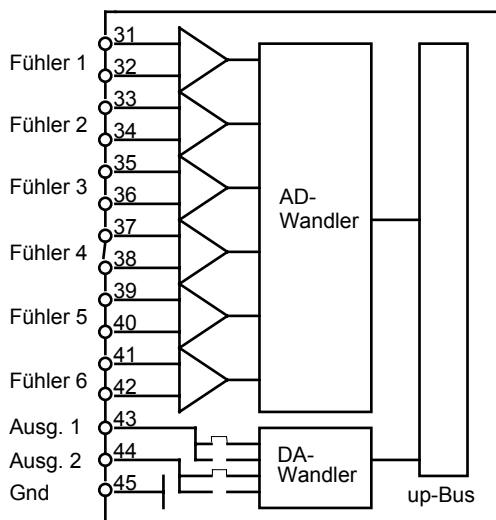 31
Fühler 1
32
33
Fühler 2
34
35
Fühler 3
36
37
Fühler 4
38
39
Fühler 5
40
41
Fühler 6
42
Ausg. 1
43
Ausg. 2
44
Gnd
45
AD-
Wandler
DA-
Wandler
up-Bus